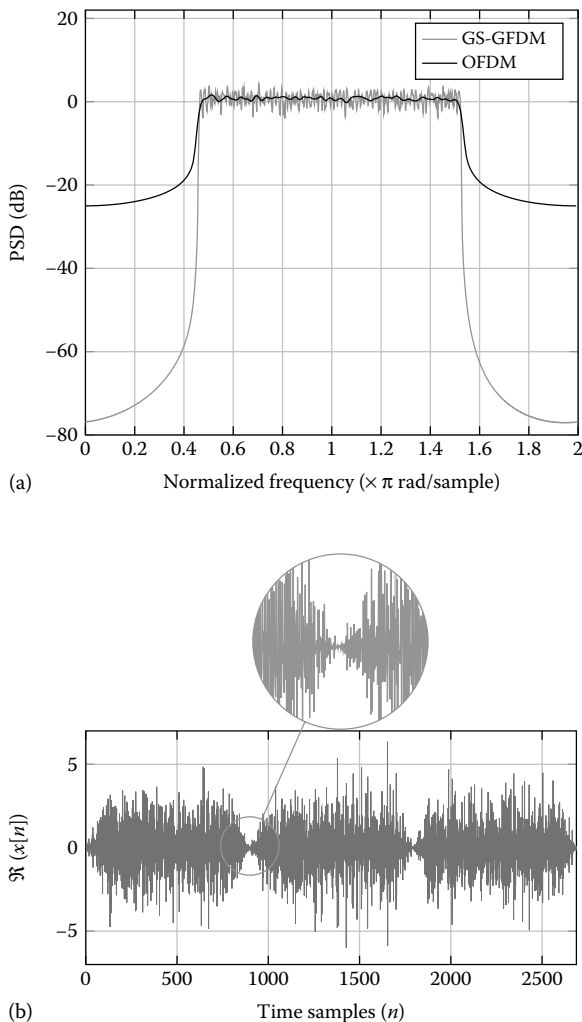 20
0
−20
−40
−60
−80
PSD (dB)
GS-GFDM
OFDM
0 0.2 0.4 0.6 0.8 1 1.2 1.4 1.6 1.8 2
(a) Normalized frequency (× π rad/sample)
5
0
−5
ℜ (x[n])
0 500 1000 1500 2000 2500
(b) Time samples (n)